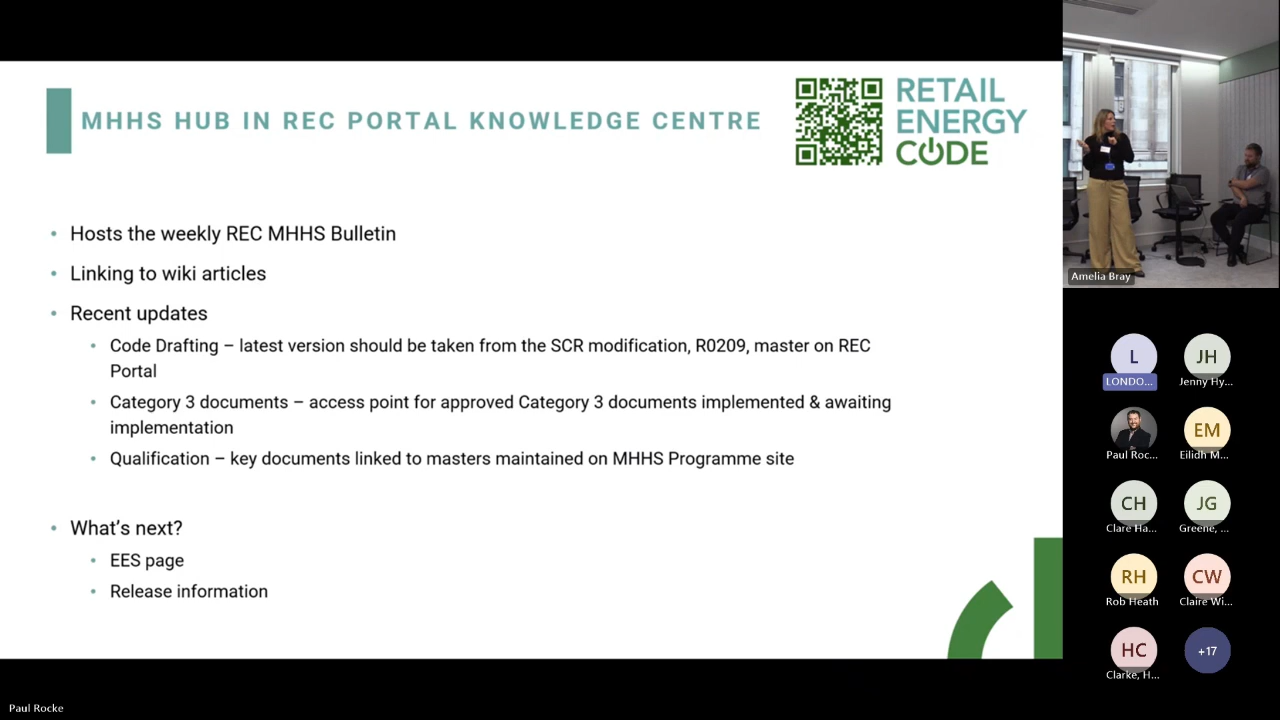 MHHS HUB IN REC PORTAL KNOWLEDGE CENTRE
RETAIL
ENERGY
CODE
• Hosts the weekly REC MHHS Bulletin
• Linking to wiki articles
• Recent updates
• Code Drafting – latest version should be taken from the SCR modification, R0209, master on REC
Portal
• Category 3 documents – access point for approved Category 3 documents implemented & awaiting
implementation
• Qualification – key documents linked to masters maintained on MHHS Programme site
• What's next?
• EES page
• Release information
Amelia Bray
L
LONDO...
JH
Jenny Hy...
Paul Roc...
EM
Eilidh M...
CH
Clare Ha...
JG
Greene, ...
RH
Rob Heath
CW
Claire Wi...
HC
Clarke, H...
+17
Paul Rocke